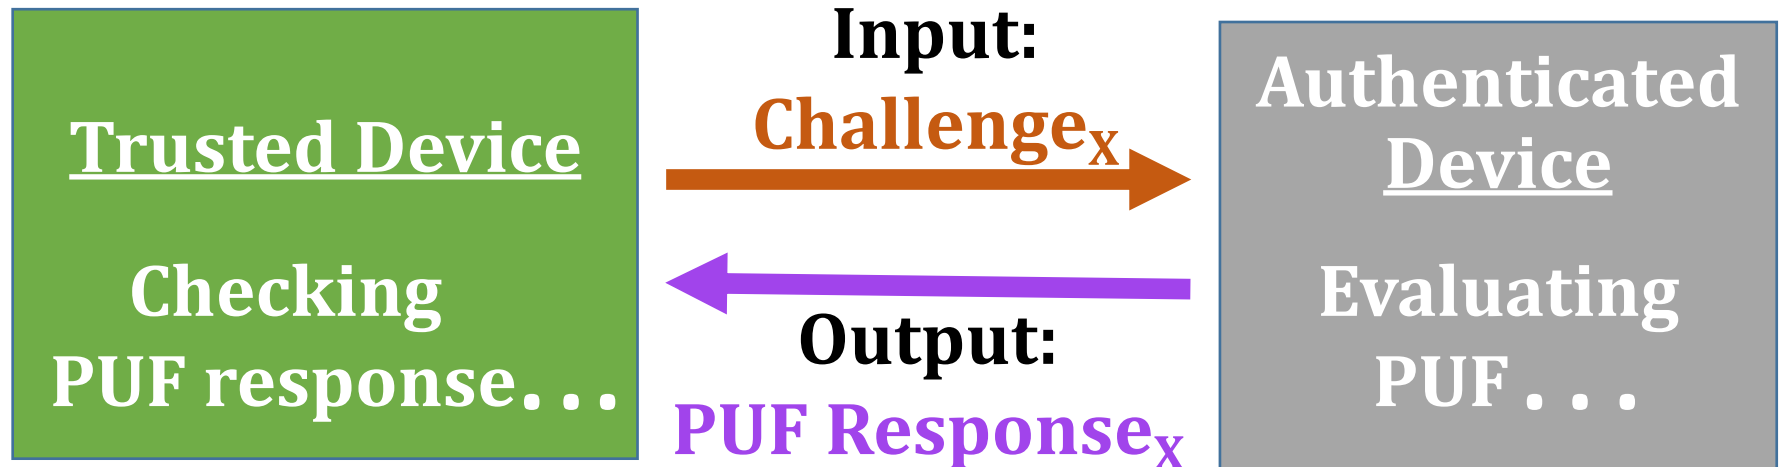 Trusted Device
Checking
PUF response...
Input:
Challengeₓ
Output:
PUF Responseₓ
Authenticated
Device
Evaluating
PUF...